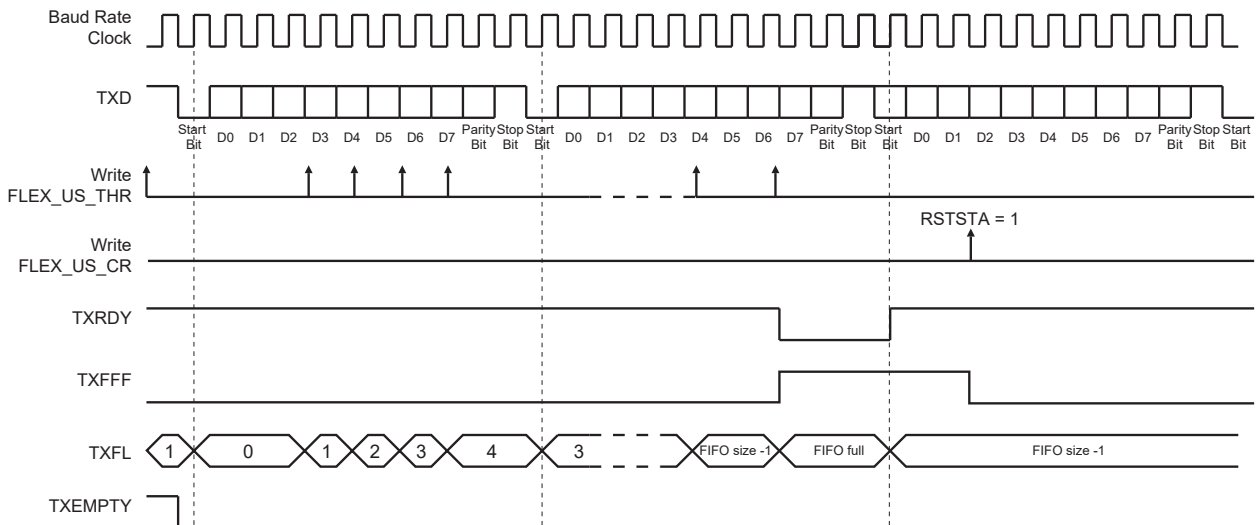 Baud Rate
Clock
TXD
Start
Bit
D0 D1 D2 D3 D4 D5 D6 D7
Parity
Bit
Stop
Bit
Start
Bit
D0 D1 D2 D3 D4 D5 D6 D7
Parity
Bit
Stop
Bit
Start
Bit
D0 D1 D2 D3 D4 D5 D6 D7
Parity
Bit
Stop
Bit
Start
Bit
Write
FLEX_US_THR
RSTSTA = 1
Write
FLEX_US_CR
TXRDY
TXFFF
TXFL 1 0 1 2 3 4 3 FIFO size -1 FIFO full FIFO size -1
TXEMPTY